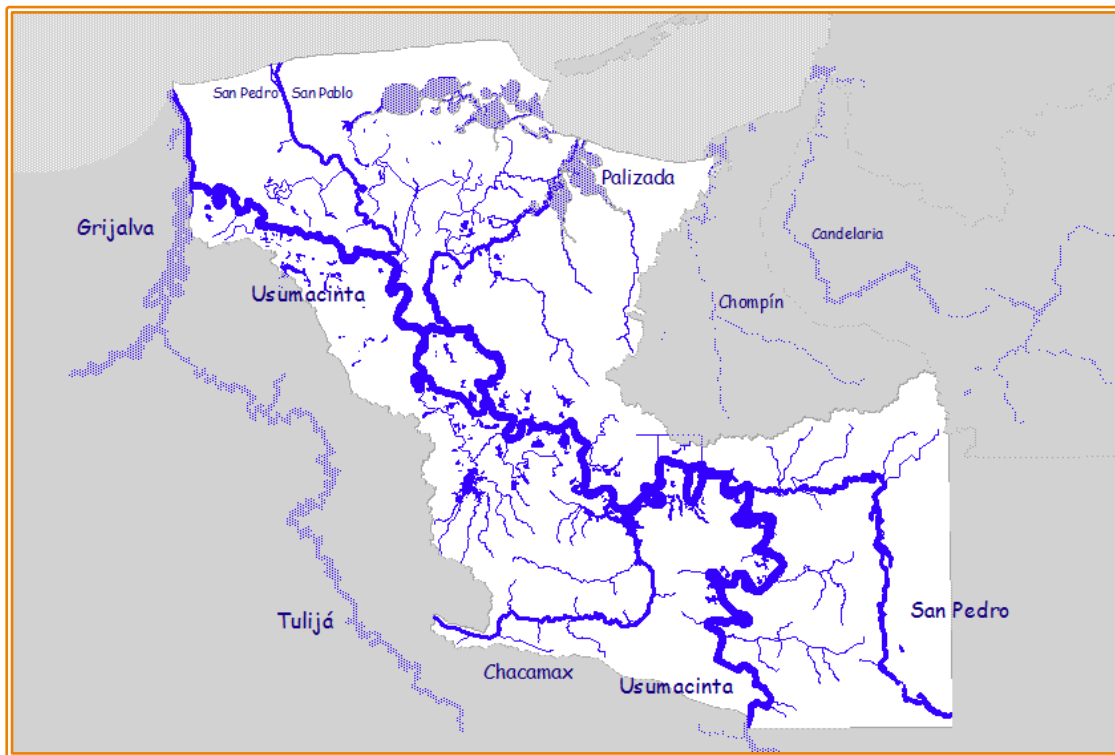 San Pedro
San Pablo
Palizada
Grijalva
Candelaria
Usumacinta
Chompín
San Pedro
Tulijá
Chacamax
Usumacinta